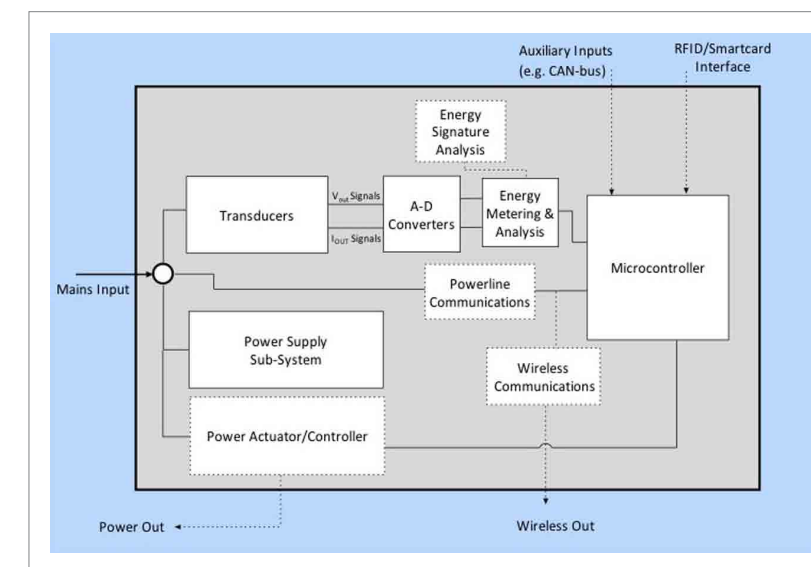 Auxiliary Inputs
(e.g. CAN-bus)
RFID/Smartcard
Interface
Energy
Signature
Analysis
Transducers
Vout Signals
IOUT Signals
A-D
Converters
Energy
Metering &
Analysis
Microcontroller
Mains Input
Powerline
Communications
Power Supply
Sub-System
Wireless
Communications
Power Actuator/Controller
Power Out
Wireless Out